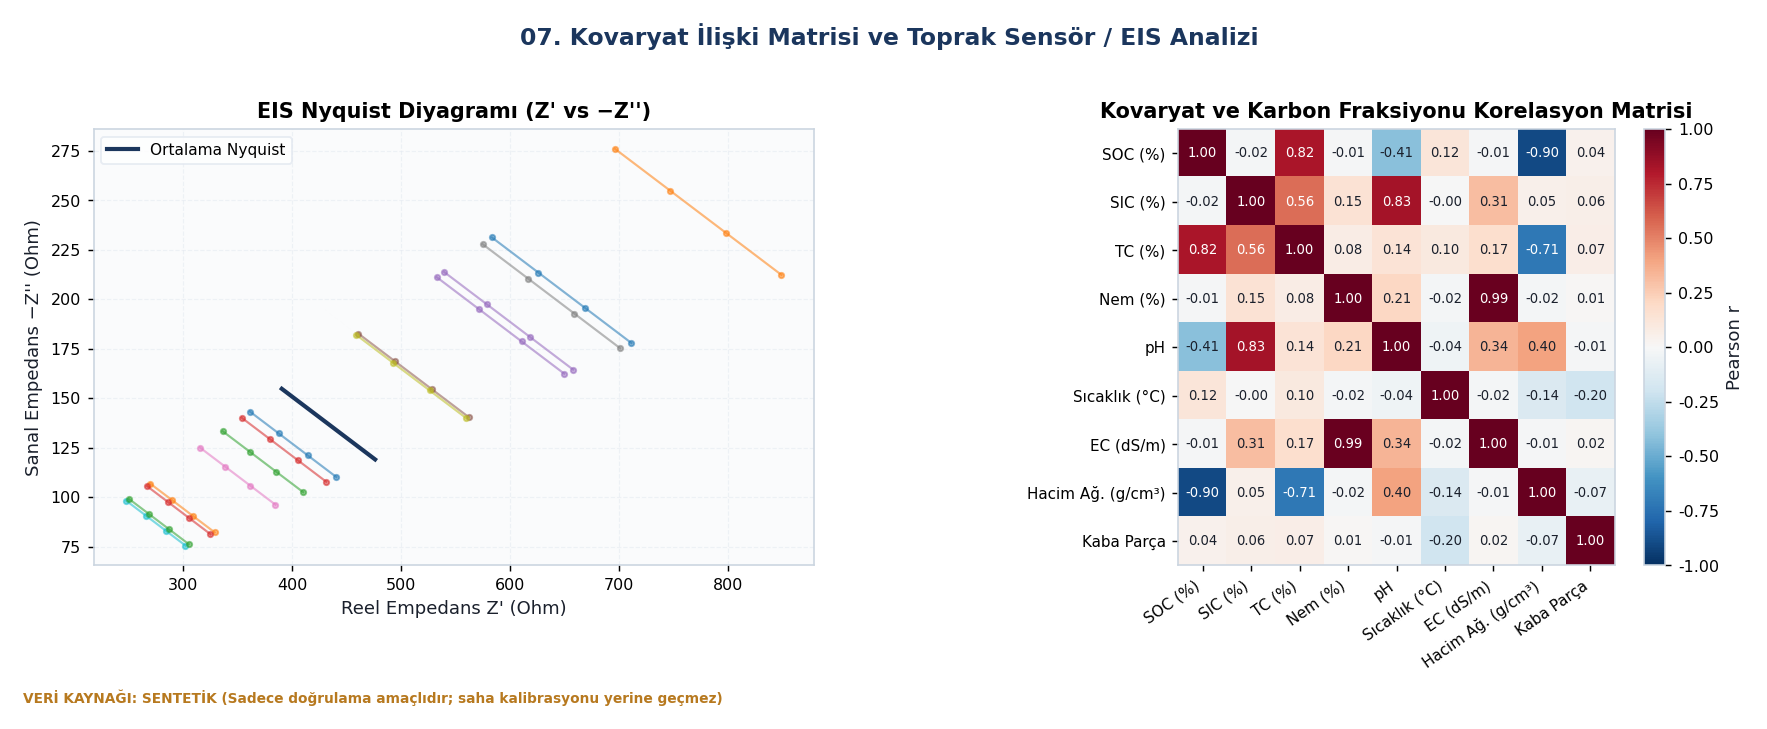 07. Kovaryat İlişki Matrisi ve Toprak Sensör / EIS Analizi
EIS Nyquist Diyagramı (Z' vs −Z'')
Ortalama Nyquist
Sanal Empedans −Z'' (Ohm)
275
250
225
200
175
150
125
100
75
300 400 500 600 700 800
Reel Empedans Z' (Ohm)
Kovaryat ve Karbon Fraksiyonu Korelasyon Matrisi
SOC (%) 1.00 -0.02 0.82 -0.01 -0.41 0.12 -0.01 -0.90 0.04
SIC (%) -0.02 1.00 0.56 0.15 0.83 -0.00 0.31 0.05 0.06
TC (%) 0.82 0.56 1.00 0.08 0.14 0.10 0.17 -0.71 0.07
Nem (%) -0.01 0.15 0.08 1.00 0.21 -0.02 0.99 -0.02 0.01
pH -0.41 0.83 0.14 0.21 1.00 -0.04 0.34 0.40 -0.01
Sıcaklık (°C) 0.12 -0.00 0.10 -0.02 -0.04 1.00 -0.02 -0.14 -0.20
EC (dS/m) -0.01 0.31 0.17 0.99 0.34 -0.02 1.00 -0.01 0.02
Hacim Ağ. (g/cm³) -0.90 0.05 -0.71 -0.02 0.40 -0.14 -0.01 1.00 -0.07
Kaba Parça 0.04 0.06 0.07 0.01 -0.01 -0.20 0.02 -0.07 1.00
SOC (%) SIC (%) TC (%) Nem (%) pH Sıcaklık (°C) EC (dS/m) Hacim Ağ. (g/cm³) Kaba Parça
1.00
0.75
0.50
0.25
0.00
-0.25
-0.50
-0.75
-1.00
Pearson r
VERİ KAYNAĞI: SENTETİK (Sadece doğrulama amaçlıdır; saha kalibrasyonu yerine geçmez)